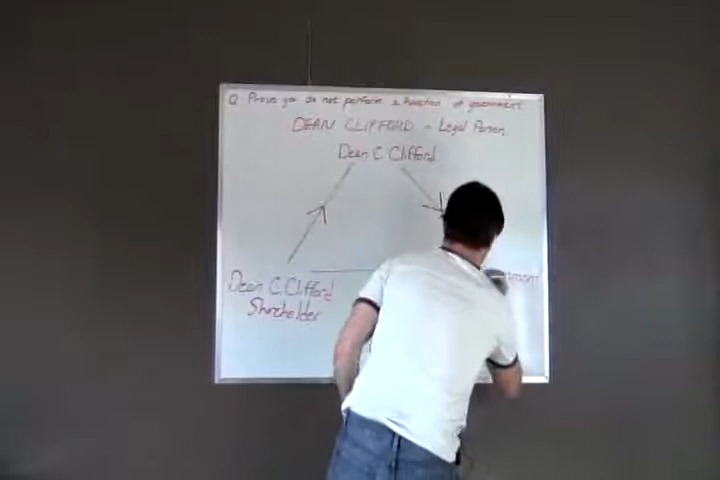 Q Prove you do not perform a function of government
DEAN CLIFFORD - Legal Person
Dean C. Clifford
Dean C. Clifford
Shareholder